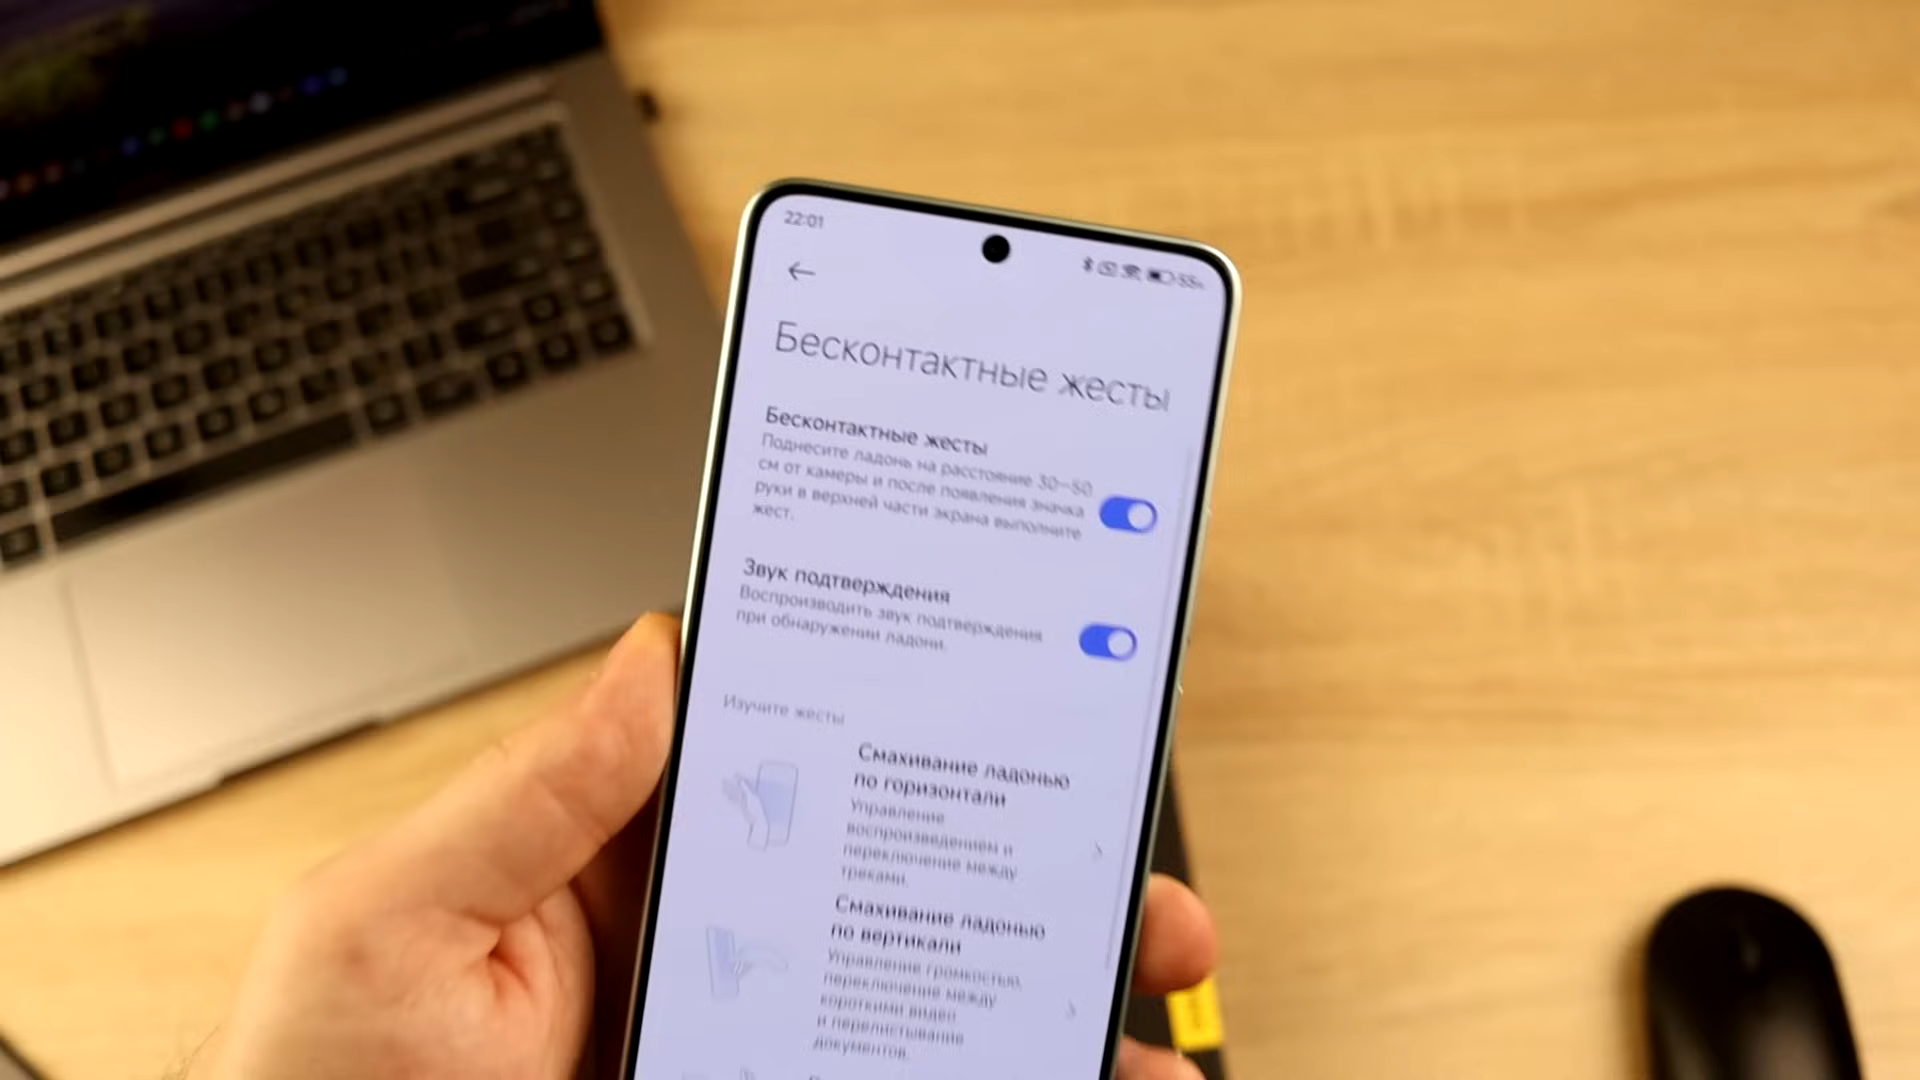 22:01
55%
Бесконтактные жесты
Бесконтактные жесты
Поднесите ладонь на расстояние 30–50
см от камеры и после появления значка
руки в верхней части экрана выполните
жест.
Звук подтверждения
Воспроизводить звук подтверждения
при обнаружении ладони.
Изучите жесты
Смахивание ладонью
по горизонтали
Управление
воспроизведением и
переключение между
треками.
Смахивание ладонью
по вертикали
Управление громкостью,
переключение между
короткими видео
и перелистывание
документов.